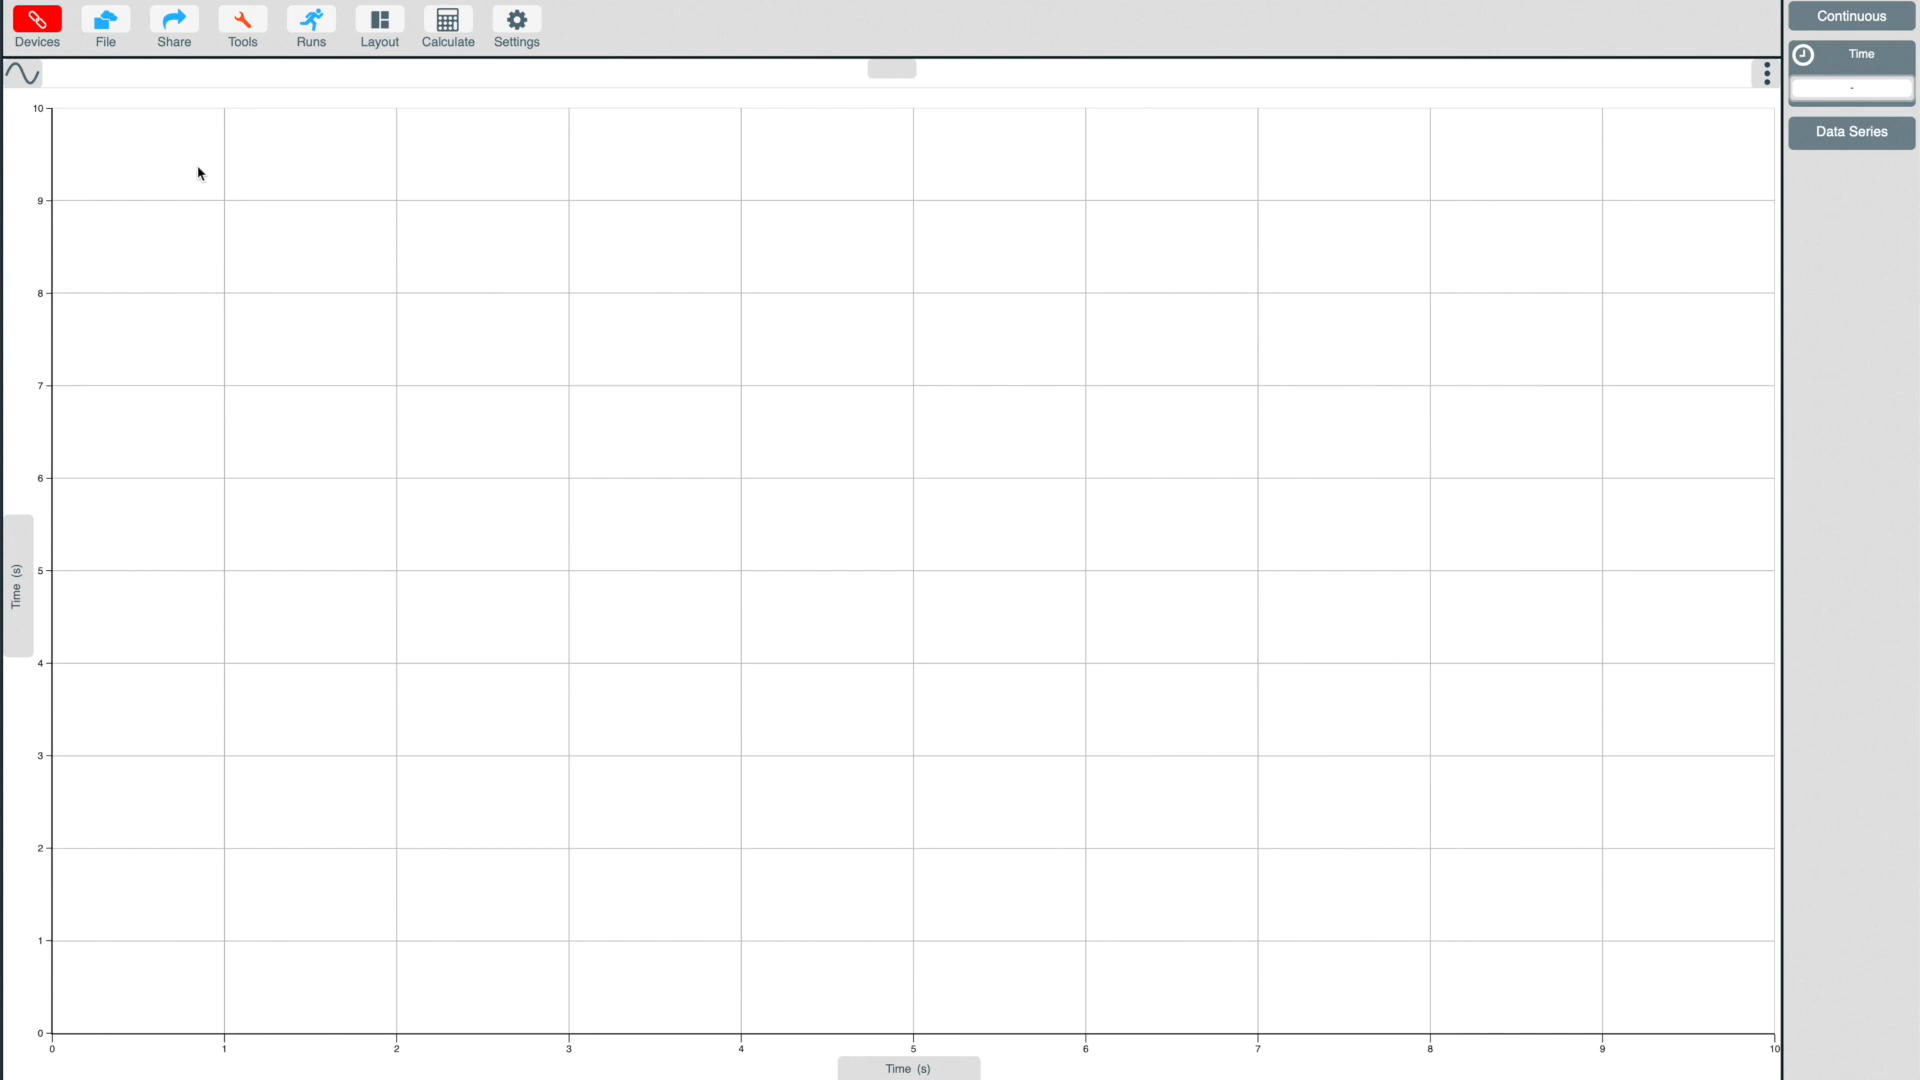 Devices File Share Tools Runs Layout Calculate Settings
Continuous
Time
-
Data Series
10
9
8
7
6
5
4
3
2
1
0
Time (s)
0 1 2 3 4 5 6 7 8 9 10
Time (s)